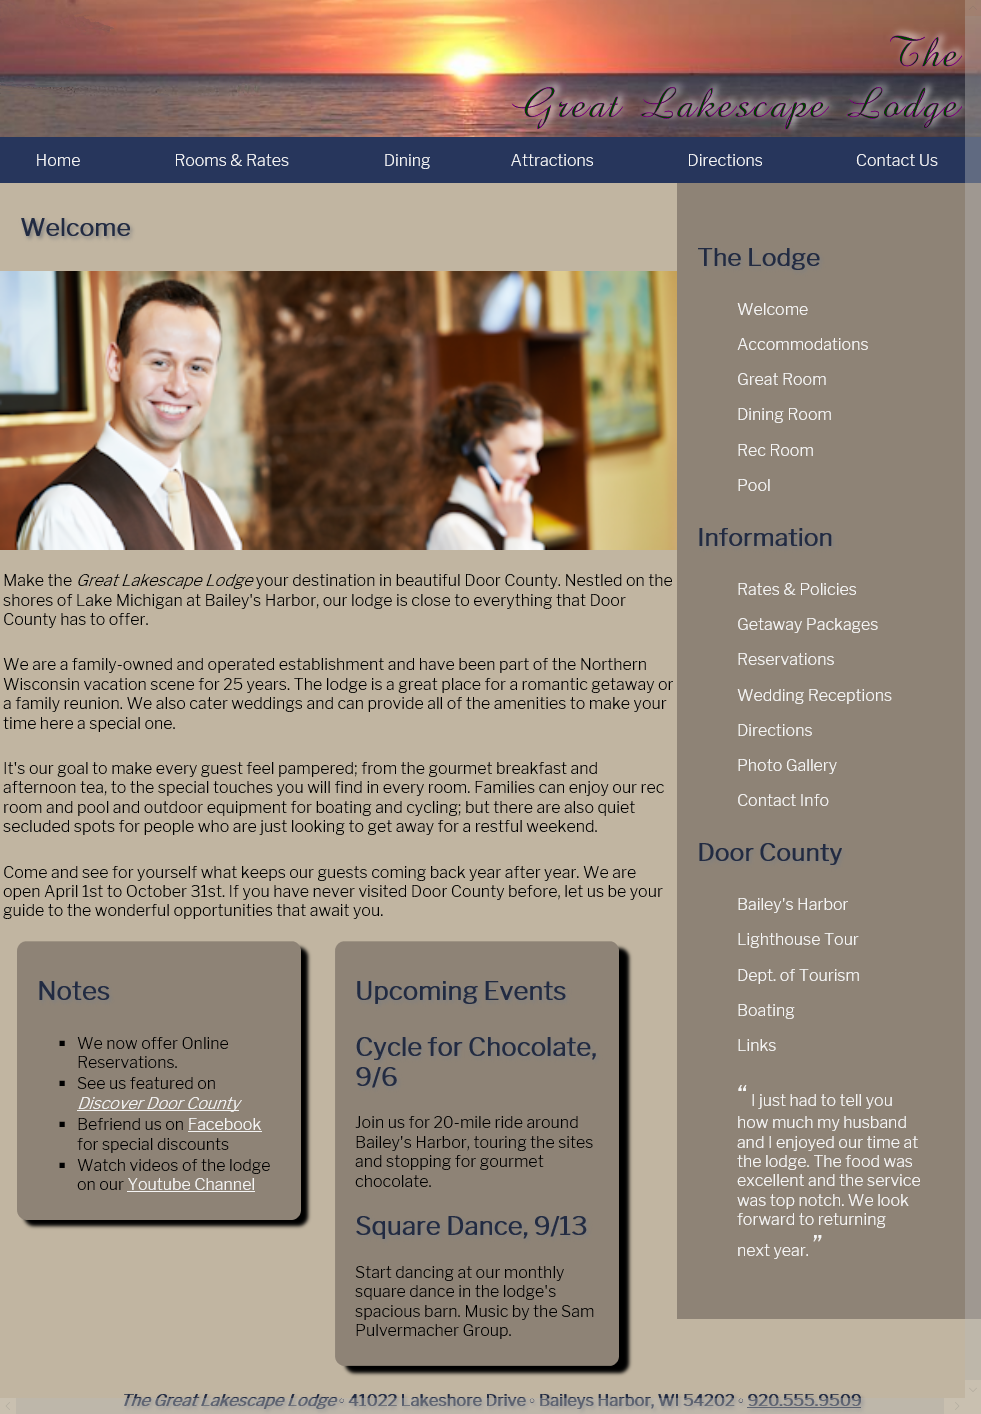 The
Great Lakescape Lodge
Home Rooms & Rates Dining Attractions Directions Contact Us
Welcome
Make the Great Lakescape Lodge your destination in beautiful Door County. Nestled on the
shores of Lake Michigan at Bailey's Harbor, our lodge is close to everything that Door
County has to offer.
We are a family-owned and operated establishment and have been part of the Northern
Wisconsin vacation scene for 25 years. The lodge is a great place for a romantic getaway or
a family reunion. We also cater weddings and can provide all of the amenities to make your
time here a special one.
It's our goal to make every guest feel pampered; from the gourmet breakfast and
afternoon tea, to the special touches you will find in every room. Families can enjoy our rec
room and pool and outdoor equipment for boating and cycling; but there are also quiet
secluded spots for people who are just looking to get away for a restful weekend.
Come and see for yourself what keeps our guests coming back year after year. We are
open April 1st to October 31st. If you have never visited Door County before, let us be your
guide to the wonderful opportunities that await you.
Notes
▪ We now offer Online
Reservations.
▪ See us featured on
Discover Door County
▪ Befriend us on Facebook
for special discounts
▪ Watch videos of the lodge
on our Youtube Channel
Upcoming Events
Cycle for Chocolate,
9/6
Join us for 20-mile ride around
Bailey's Harbor, touring the sites
and stopping for gourmet
chocolate.
Square Dance, 9/13
Start dancing at our monthly
square dance in the lodge's
spacious barn. Music by the Sam
Pulvermacher Group.
The Lodge
Welcome
Accommodations
Great Room
Dining Room
Rec Room
Pool
Information
Rates & Policies
Getaway Packages
Reservations
Wedding Receptions
Directions
Photo Gallery
Contact Info
Door County
Bailey's Harbor
Lighthouse Tour
Dept. of Tourism
Boating
Links
“ I just had to tell you
how much my husband
and I enjoyed our time at
the lodge. The food was
excellent and the service
was top notch. We look
forward to returning
next year. ”
The Great Lakescape Lodge ◦ 41022 Lakeshore Drive ◦ Baileys Harbor, WI 54202 ◦ 920.555.9509